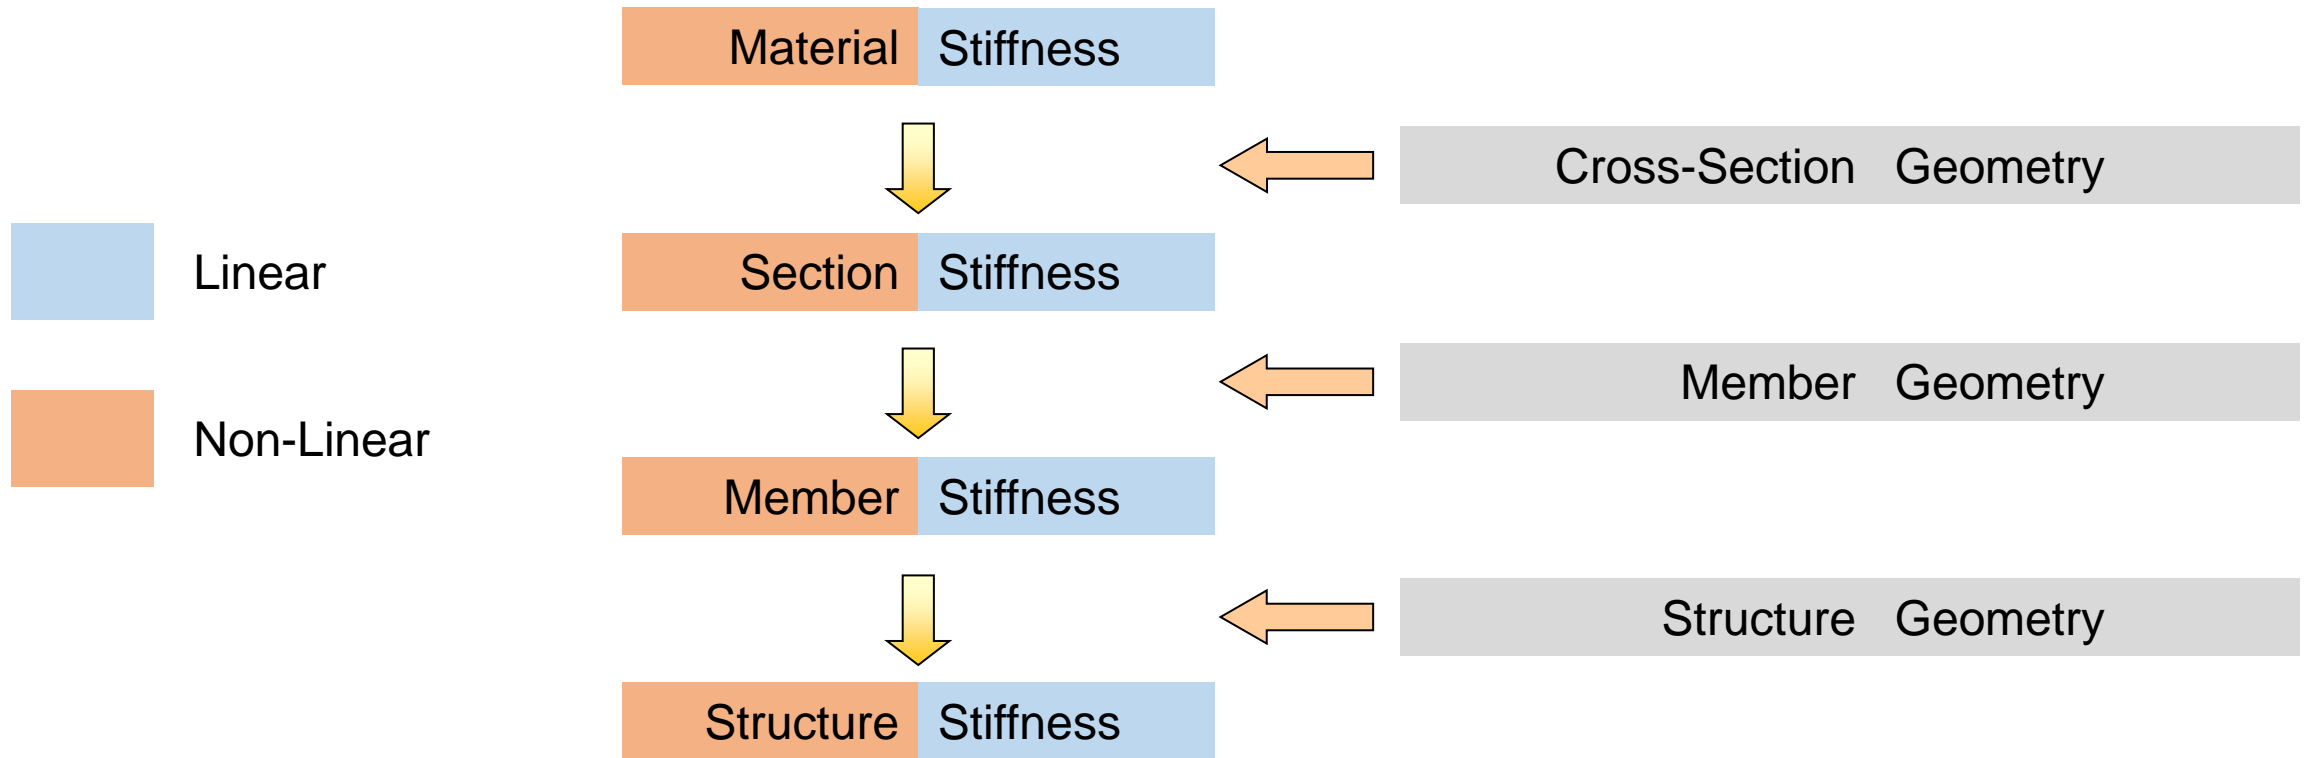 Material Stiffness
Cross-Section Geometry
Section Stiffness
Linear
Member Geometry
Non-Linear
Member Stiffness
Structure Geometry
Structure Stiffness